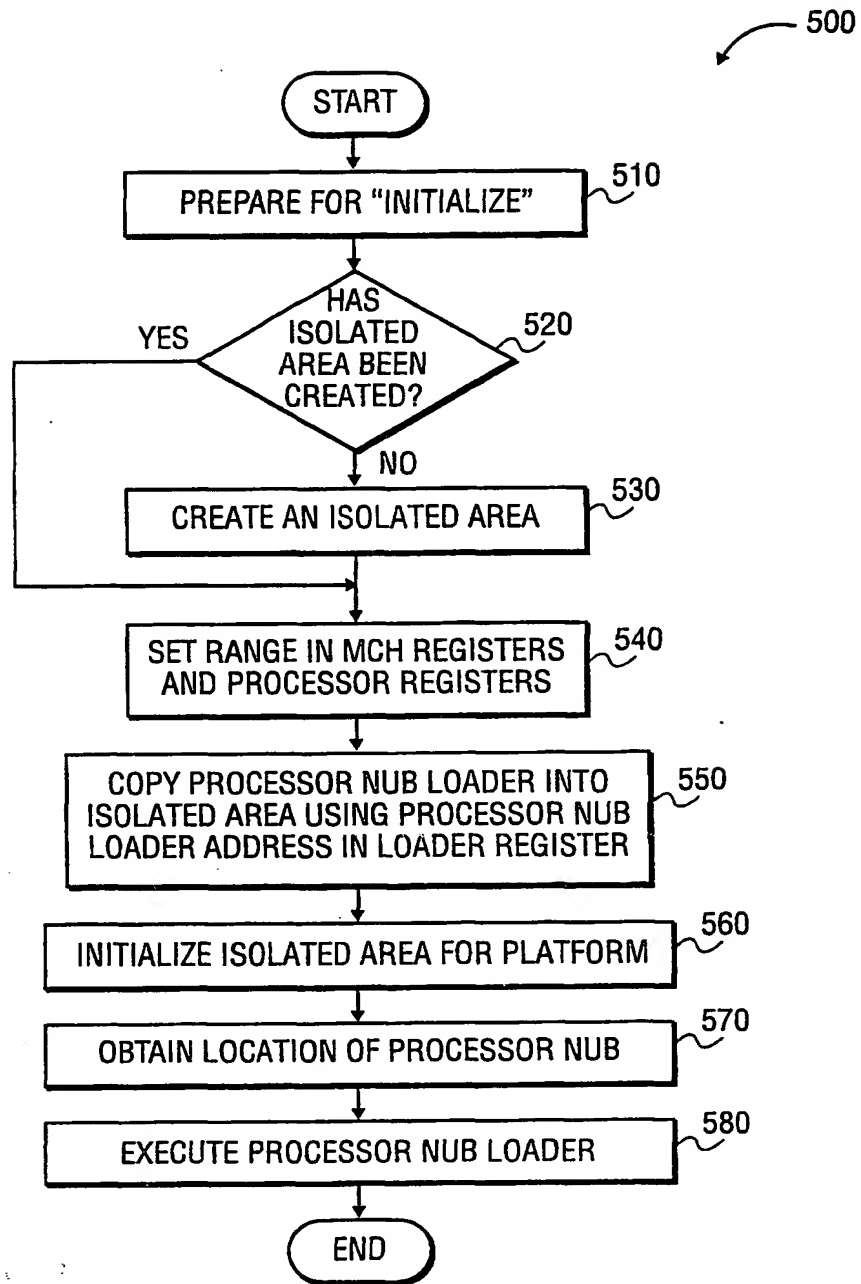 500
START
PREPARE FOR “INITIALIZE”
510
HAS
ISOLATED
AREA BEEN
CREATED?
520
YES
NO
CREATE AN ISOLATED AREA
530
SET RANGE IN MCH REGISTERS
AND PROCESSOR REGISTERS
540
COPY PROCESSOR NUB LOADER INTO
ISOLATED AREA USING PROCESSOR NUB
LOADER ADDRESS IN LOADER REGISTER
550
INITIALIZE ISOLATED AREA FOR PLATFORM
560
OBTAIN LOCATION OF PROCESSOR NUB
570
EXECUTE PROCESSOR NUB LOADER
580
END